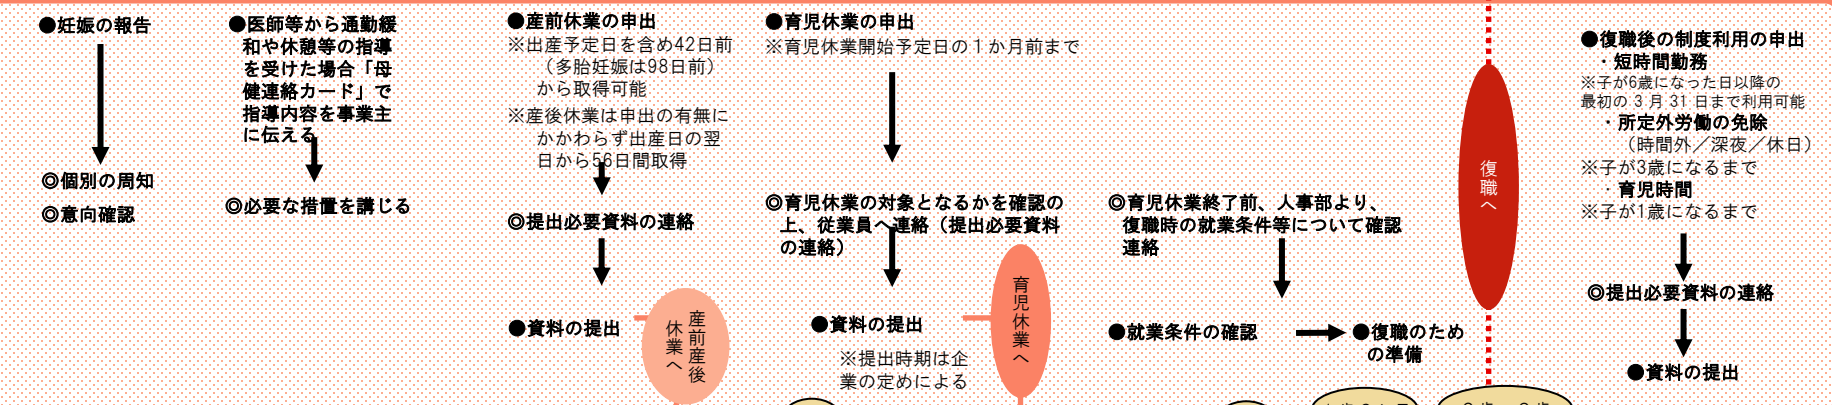 ●妊娠の報告
◎個別の周知
◎意向確認
●医師等から通勤緩
和や休憩等の指導
を受けた場合「母
健連絡カード」で
指導内容を事業主
に伝える
◎必要な措置を講じる
●産前休業の申出
※出産予定日を含め42日前
（多胎妊娠は98日前）
から取得可能
※産後休業は申出の有無に
かかわらず出産日の翌
日から56日間取得
◎提出必要資料の連絡
●資料の提出
産前産後
休業へ
●育児休業の申出
※育児休業開始予定日の１か月前まで
◎育児休業の対象となるかを確認の
上、従業員へ連絡（提出必要資料
の連絡）
●資料の提出
※提出時期は企
業の定めによる
育児休業へ
◎育児休業終了前、人事部より、
復職時の就業条件等について確認
連絡
●就業条件の確認
●復職のため
の準備
復職へ
●復職後の制度利用の申出
・短時間勤務
※子が6歳になった日以降の
最初の 3 月 31 日まで利用可能
・所定外労働の免除
（時間外／深夜／休日）
※子が3歳になるまで
・育児時間
※子が1歳になるまで
◎提出必要資料の連絡
●資料の提出